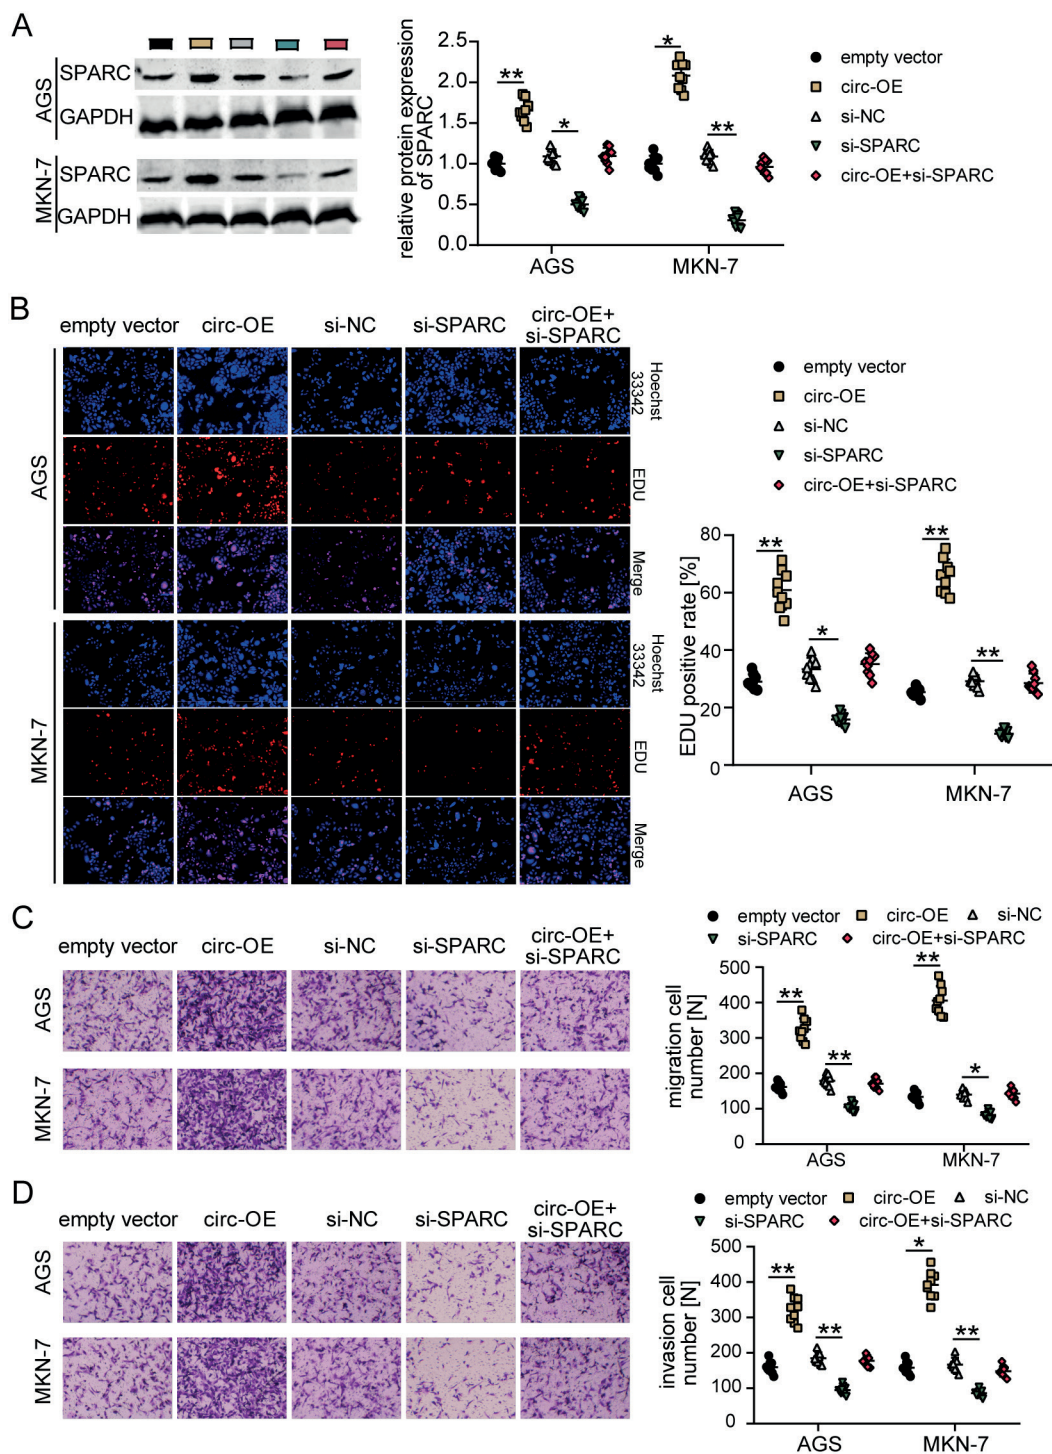 A
AGS
SPARC
GAPDH
MKN-7
SPARC
GAPDH
relative protein expression
of SPARC
2.5
2.0
1.5
1.0
0.5
0.0
**
*
*
**
AGS
MKN-7
empty vector
circ-OE
si-NC
si-SPARC
circ-OE+si-SPARC
B
empty vector
circ-OE
si-NC
si-SPARC
circ-OE+
si-SPARC
AGS
Hoechst
33342
EDU
Merge
MKN-7
Hoechst
33342
EDU
Merge
empty vector
circ-OE
si-NC
si-SPARC
circ-OE+si-SPARC
EDU positive rate [%]
80
60
40
20
0
**
*
**
**
AGS
MKN-7
C
empty vector
circ-OE
si-NC
si-SPARC
circ-OE+
si-SPARC
AGS
MKN-7
empty vector
circ-OE
si-NC
si-SPARC
circ-OE+si-SPARC
migration cell
number [N]
500
400
300
200
100
0
**
**
**
*
AGS
MKN-7
D
empty vector
circ-OE
si-NC
si-SPARC
circ-OE+
si-SPARC
AGS
MKN-7
empty vector
circ-OE
si-NC
si-SPARC
circ-OE+si-SPARC
invasion cell
number [N]
500
400
300
200
100
0
**
**
*
**
AGS
MKN-7